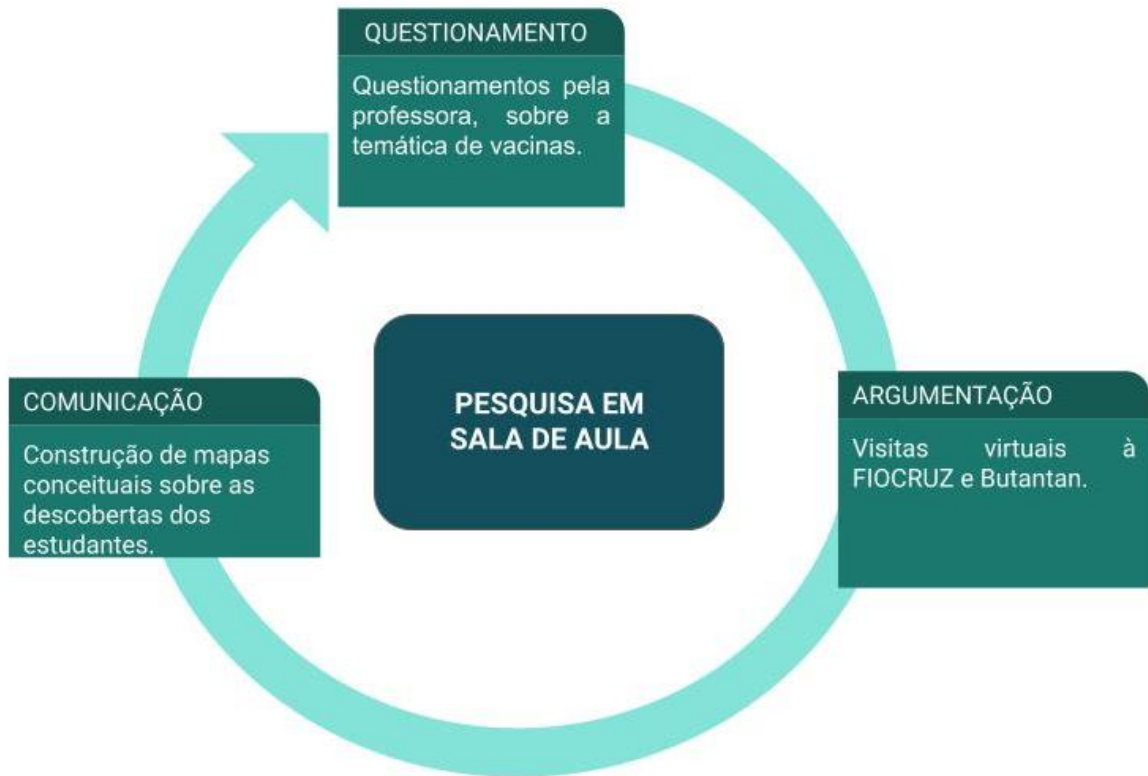 QUESTIONAMENTO
Questionamentos pela
professora, sobre a
temática de vacinas.
ARGUMENTAÇÃO
Visitas virtuais à
FIOCRUZ e Butantan.
PESQUISA EM
SALA DE AULA
COMUNICAÇÃO
Construção de mapas
conceituais sobre as
descobertas dos
estudantes.